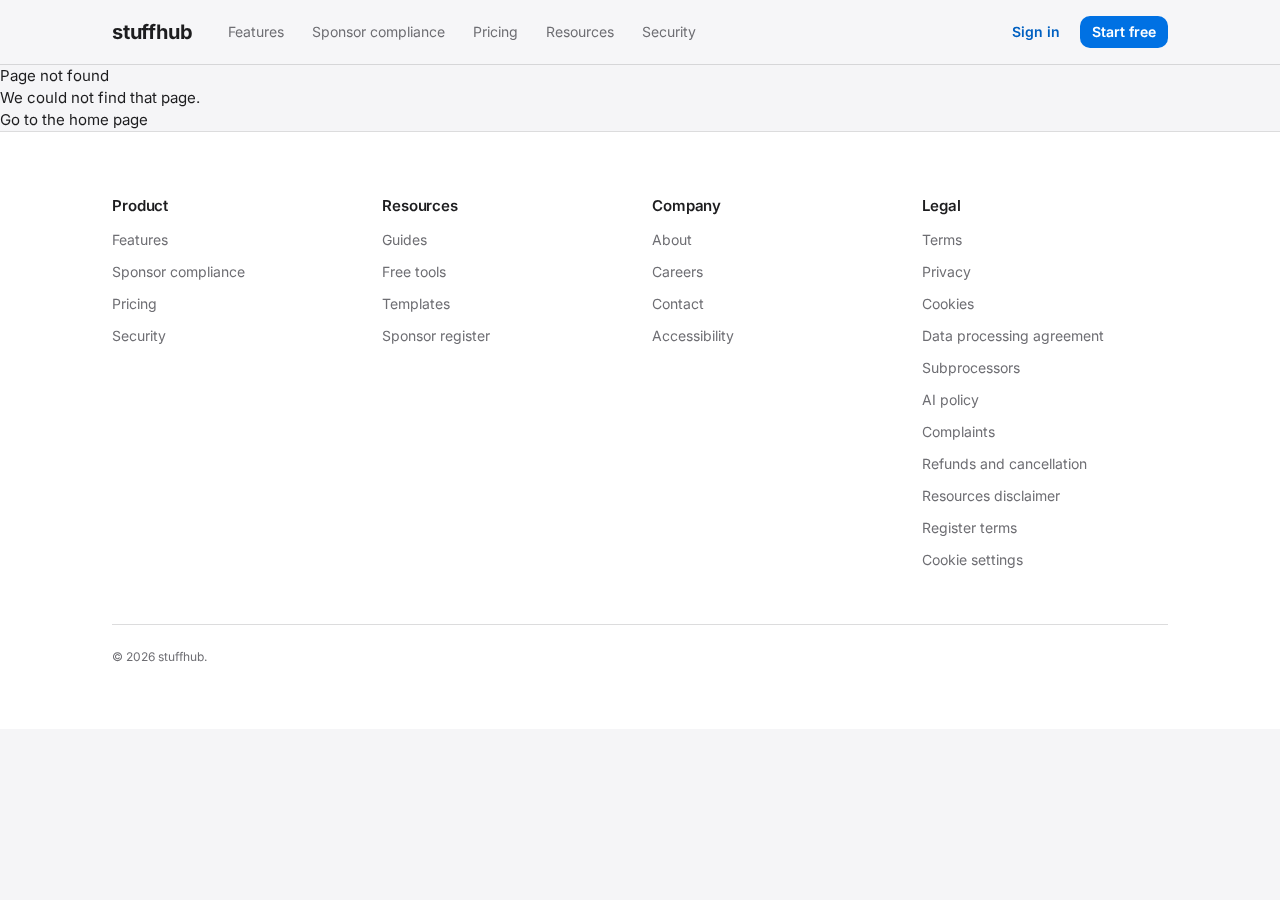 stuffhub
Features
Sponsor compliance
Pricing
Resources
Security
Sign in
Start free
Page not found
We could not find that page.
Go to the home page
Product
Features
Sponsor compliance
Pricing
Security
Resources
Guides
Free tools
Templates
Sponsor register
Company
About
Careers
Contact
Accessibility
Legal
Terms
Privacy
Cookies
Data processing agreement
Subprocessors
AI policy
Complaints
Refunds and cancellation
Resources disclaimer
Register terms
Cookie settings
© 2026 stuffhub.